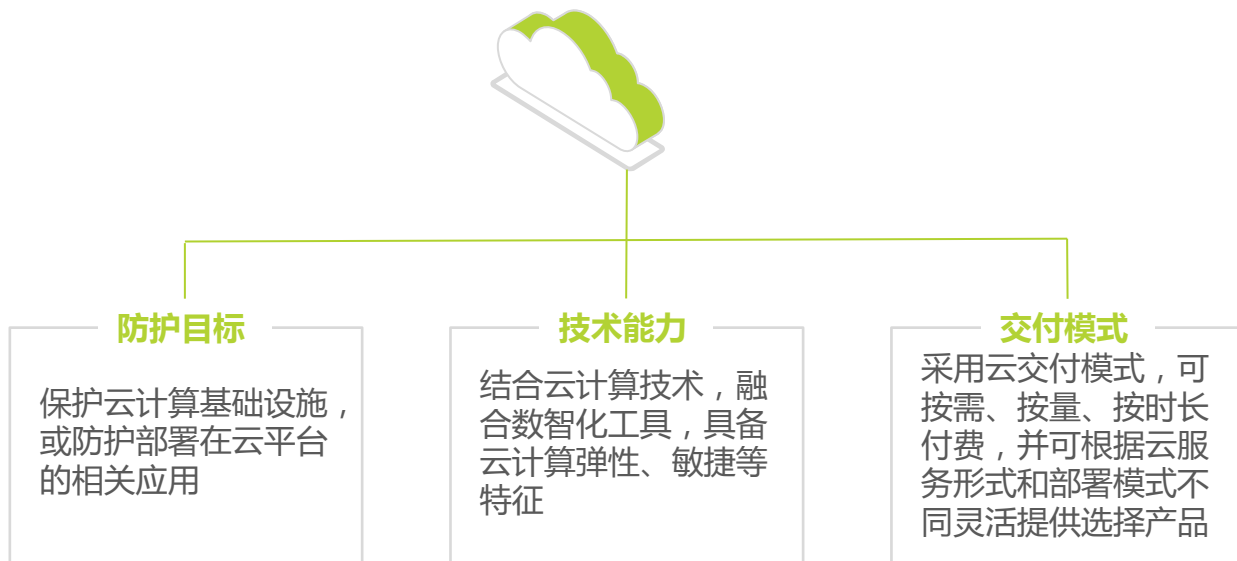 防护目标
保护云计算基础设施，
或防护部署在云平台
的相关应用
技术能力
结合云计算技术，融
合数智化工具，具备
云计算弹性、敏捷等
特征
交付模式
采用云交付模式，可
按需、按量、按时长
付费，并可根据云服
务形式和部署模式不
同灵活提供选择产品